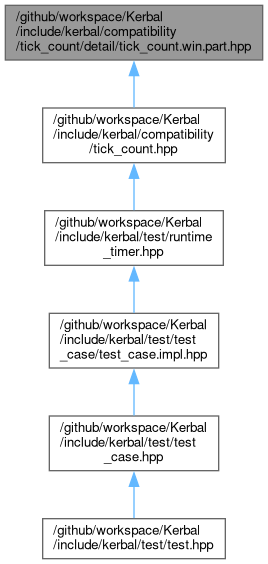 /github/workspace/Kerbal
/include/kerbal/compatibility
/tick_count/detail/tick_count.win.part.hpp
/github/workspace/Kerbal
/include/kerbal/compatibility
/tick_count.hpp
/github/workspace/Kerbal
/include/kerbal/test/runtime
_timer.hpp
/github/workspace/Kerbal
/include/kerbal/test/test
_case/test_case.impl.hpp
/github/workspace/Kerbal
/include/kerbal/test/test
_case.hpp
/github/workspace/Kerbal
/include/kerbal/test/test.hpp